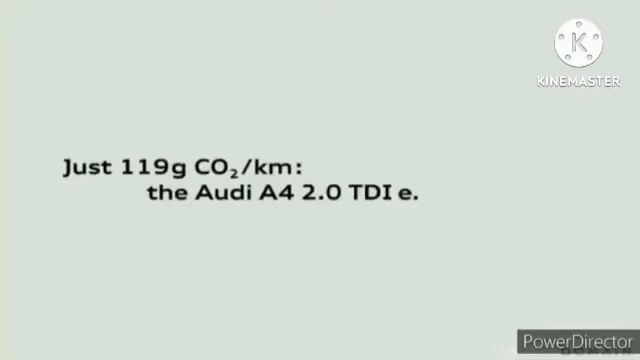 K
KINEMASTER
Just 119g CO₂/km:
the Audi A4 2.0 TDI e.
PowerDirector